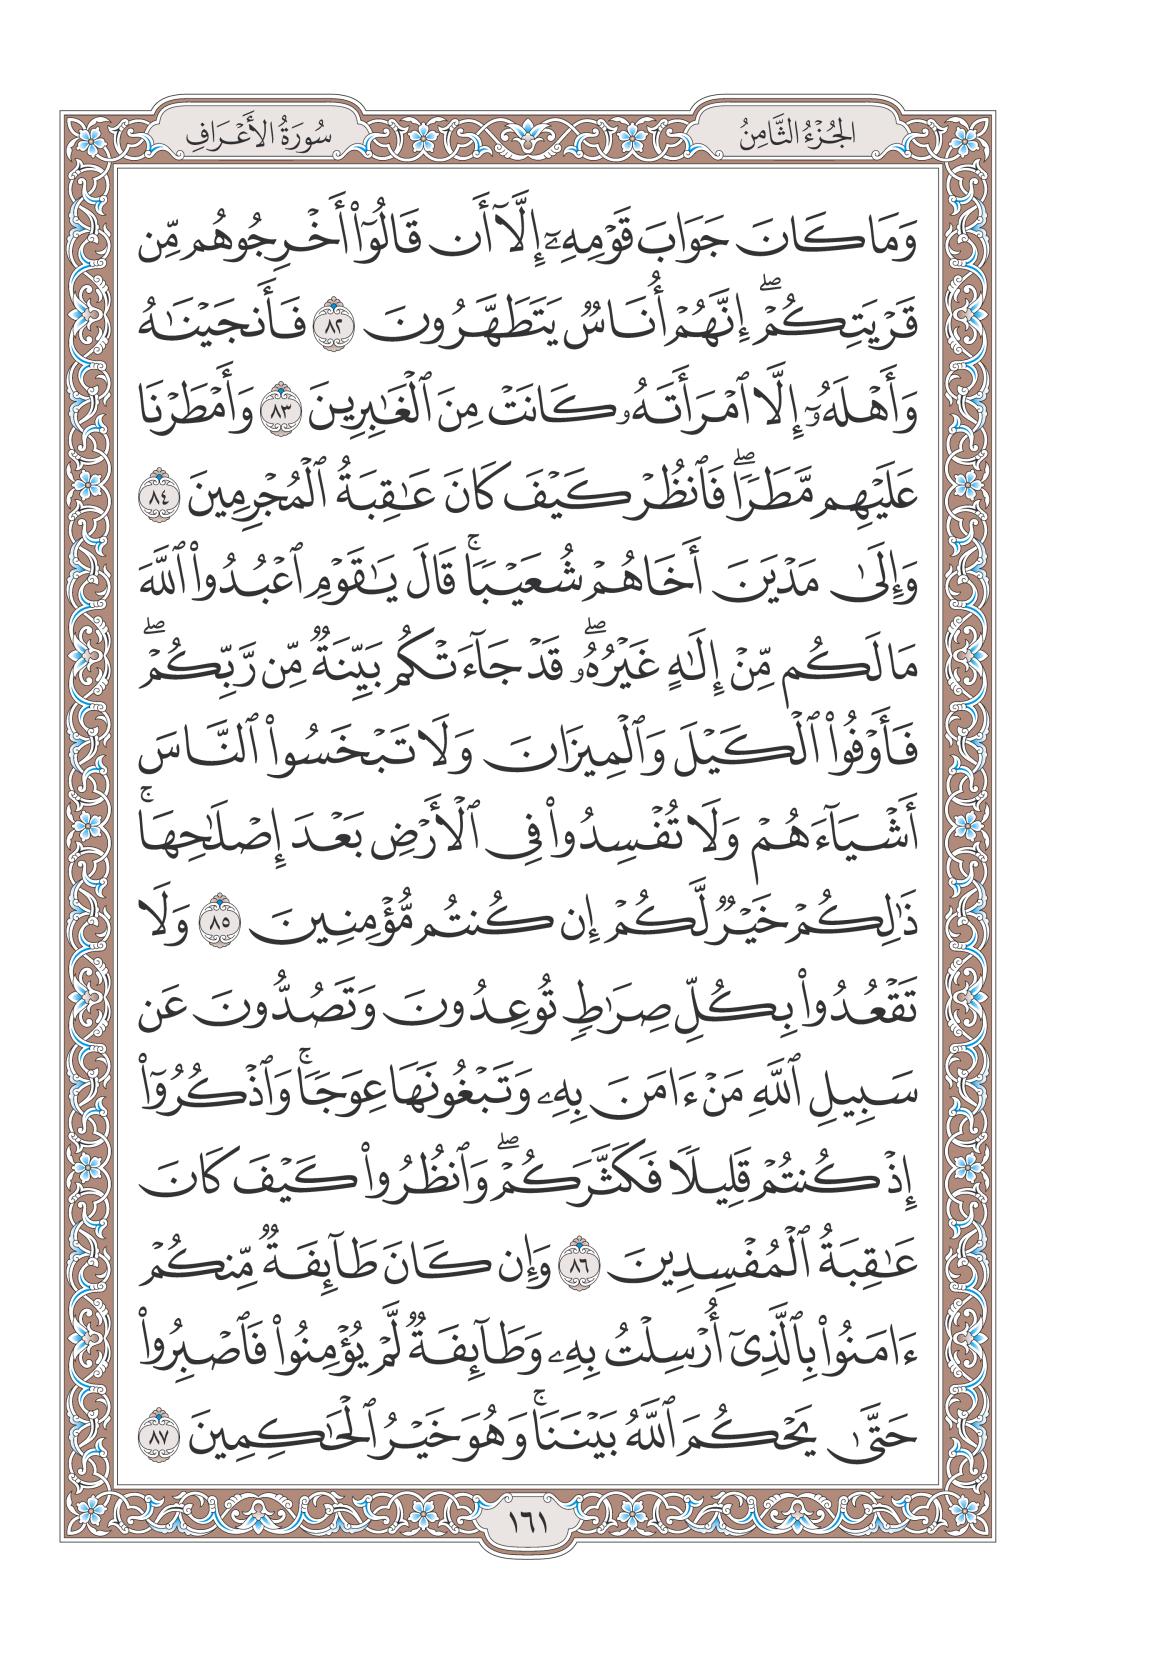 الجُزْءُ الثَّامِنُ
سُورَةُ الأَعْرَافِ
وَمَا كَانَ جَوَابَ قَوْمِهِۦٓ إِلَّآ أَن قَالُوٓا۟ أَخْرِجُوهُم مِّن
قَرْيَتِكُمْ ۖ إِنَّهُمْ أُنَاسٌ يَتَطَهَّرُونَ ٨٢ فَأَنجَيْنَـٰهُ
وَأَهْلَهُۥٓ إِلَّا ٱمْرَأَتَهُۥ كَانَتْ مِنَ ٱلْغَـٰبِرِينَ ٨٣ وَأَمْطَرْنَا
عَلَيْهِم مَّطَرًا ۖ فَٱنظُرْ كَيْفَ كَانَ عَـٰقِبَةُ ٱلْمُجْرِمِينَ ٨٤
وَإِلَىٰ مَدْيَنَ أَخَاهُمْ شُعَيْبًا ۚ قَالَ يَـٰقَوْمِ ٱعْبُدُوا۟ ٱللَّهَ
مَا لَكُم مِّنْ إِلَـٰهٍ غَيْرُهُۥ ۖ قَدْ جَآءَتْكُم بَيِّنَةٌ مِّن رَّبِّكُمْ ۖ
فَأَوْفُوا۟ ٱلْكَيْلَ وَٱلْمِيزَانَ وَلَا تَبْخَسُوا۟ ٱلنَّاسَ
أَشْيَآءَهُمْ وَلَا تُفْسِدُوا۟ فِى ٱلْأَرْضِ بَعْدَ إِصْلَـٰحِهَا ۚ
ذَٰلِكُمْ خَيْرٌ لَّكُمْ إِن كُنتُم مُّؤْمِنِينَ ٨٥ وَلَا
تَقْعُدُوا۟ بِكُلِّ صِرَٰطٍ تُوعِدُونَ وَتَصُدُّونَ عَن
سَبِيلِ ٱللَّهِ مَنْ ءَامَنَ بِهِۦ وَتَبْغُونَهَا عِوَجًا ۚ وَٱذْكُرُوٓا۟
إِذْ كُنتُمْ قَلِيلًا فَكَثَّرَكُمْ ۖ وَٱنظُرُوا۟ كَيْفَ كَانَ
عَـٰقِبَةُ ٱلْمُفْسِدِينَ ٨٦ وَإِن كَانَ طَآئِفَةٌ مِّنكُمْ
ءَامَنُوا۟ بِٱلَّذِىٓ أُرْسِلْتُ بِهِۦ وَطَآئِفَةٌ لَّمْ يُؤْمِنُوا۟ فَٱصْبِرُوا۟
حَتَّىٰ يَحْكُمَ ٱللَّهُ بَيْنَنَا ۚ وَهُوَ خَيْرُ ٱلْحَـٰكِمِينَ ٨٧
١٦١